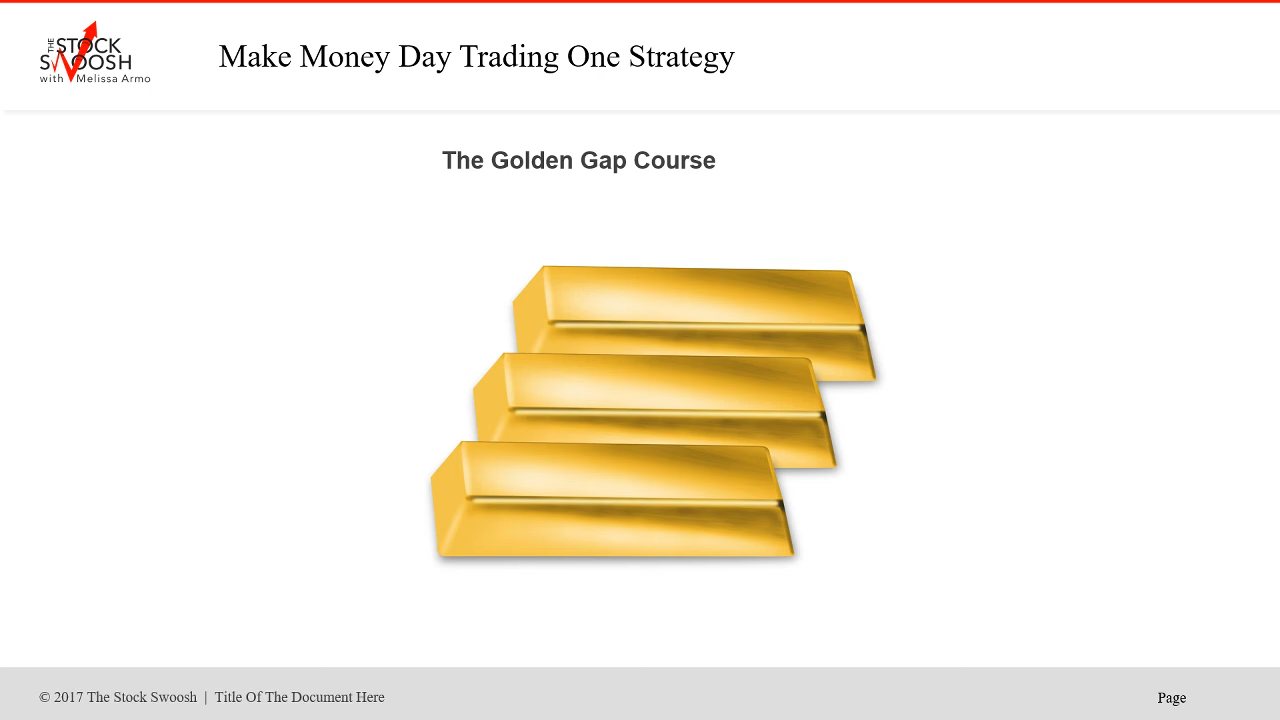 THE STOCK
SWOOSH
with Melissa Armo
Make Money Day Trading One Strategy
The Golden Gap Course
© 2017 The Stock Swoosh | Title Of The Document Here
Page